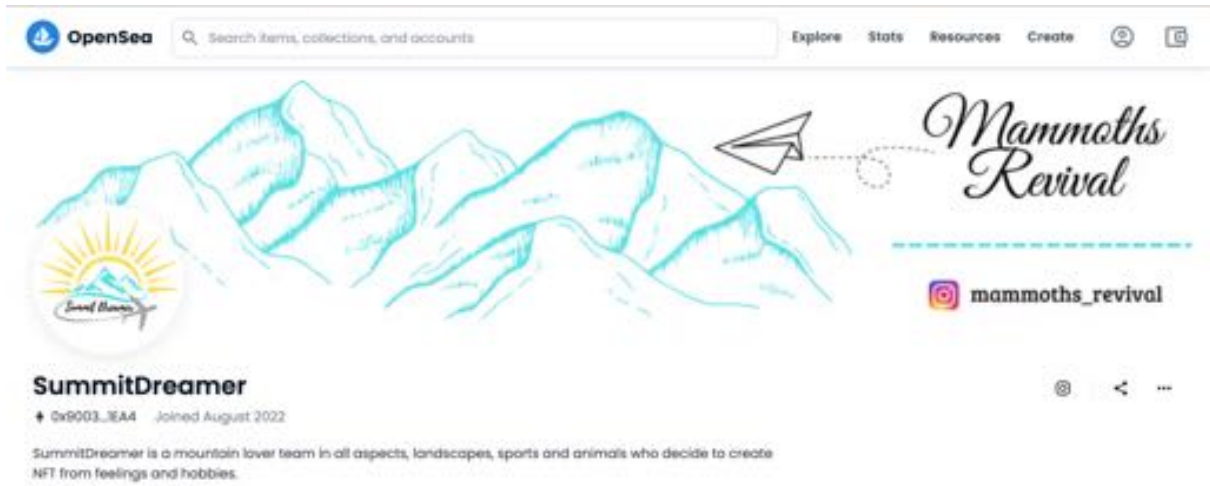 OpenSea
Search items, collections, and accounts
Explore Stats Resources Create
Mammoths
Revival
mammoths_revival
Summit Dreamer
SummitDreamer
0x9003...1EA4 Joined August 2022
SummitDreamer is a mountain lover team in all aspects, landscapes, sports and animals who decide to create
NFT from feelings and hobbies.